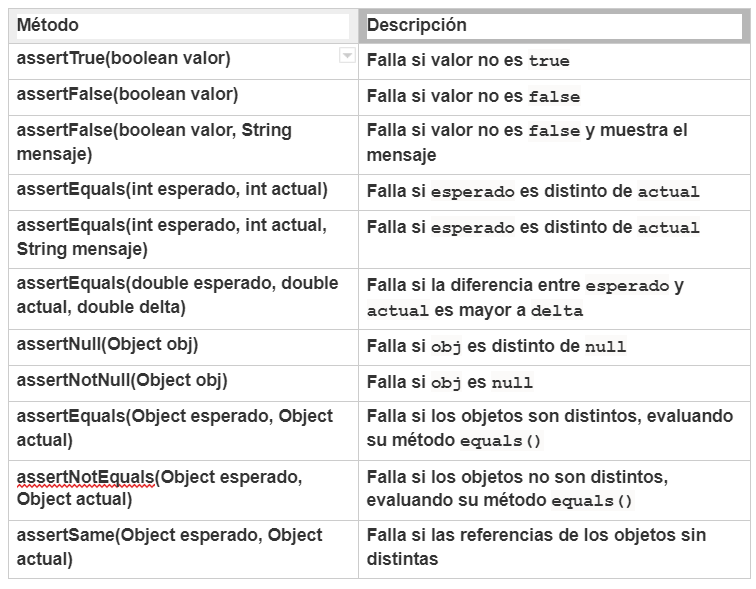 Método
Descripción
assertTrue(boolean valor)
Falla si valor no es true
assertFalse(boolean valor)
Falla si valor no es false
assertFalse(boolean valor, String
mensaje)
Falla si valor no es false y muestra el
mensaje
assertEquals(int esperado, int actual)
Falla si esperado es distinto de actual
assertEquals(int esperado, int actual,
String mensaje)
Falla si esperado es distinto de actual
assertEquals(double esperado, double
actual, double delta)
Falla si la diferencia entre esperado y
actual es mayor a delta
assertNull(Object obj)
Falla si obj es distinto de null
assertNotNull(Object obj)
Falla si obj es null
assertEquals(Object esperado, Object
actual)
Falla si los objetos son distintos, evaluando
su método equals()
assertNotEquals(Object esperado,
Object actual)
Falla si los objetos no son distintos,
evaluando su método equals()
assertSame(Object esperado, Object
actual)
Falla si las referencias de los objetos sin
distintas